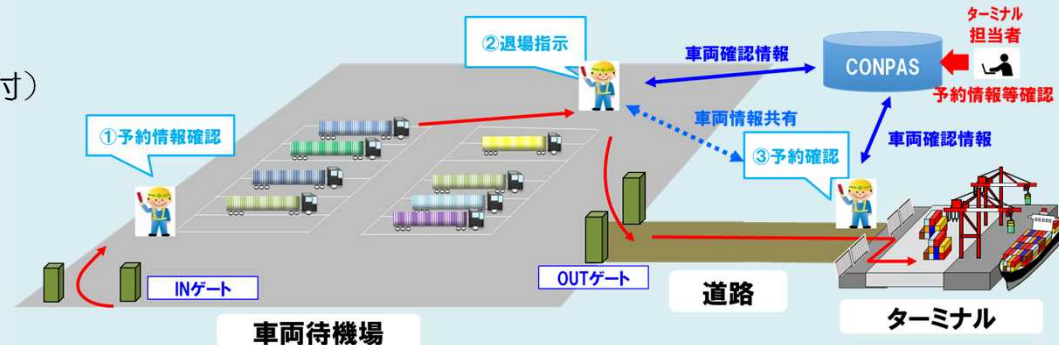 寸）
②退場指示
車両確認情報
CONPAS
ターミナル
担当者
予約情報等確認
①予約情報確認
車両情報共有
車両確認情報
③予約確認
INゲート
OUTゲート
道路
ターミナル
車両待機場